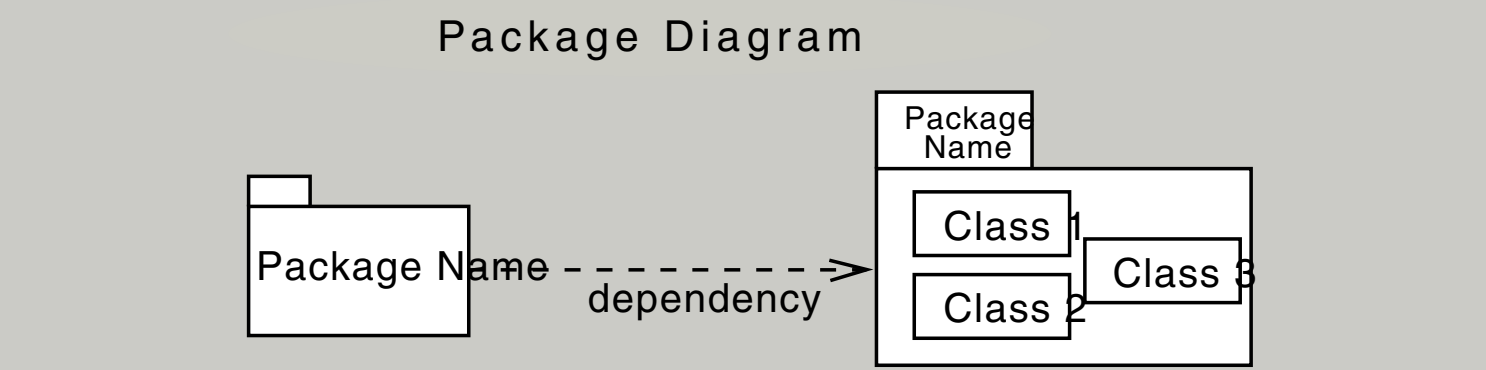 Package Diagram
Package
Name
Package Name
dependency
Class 1
Class 2
Class 3